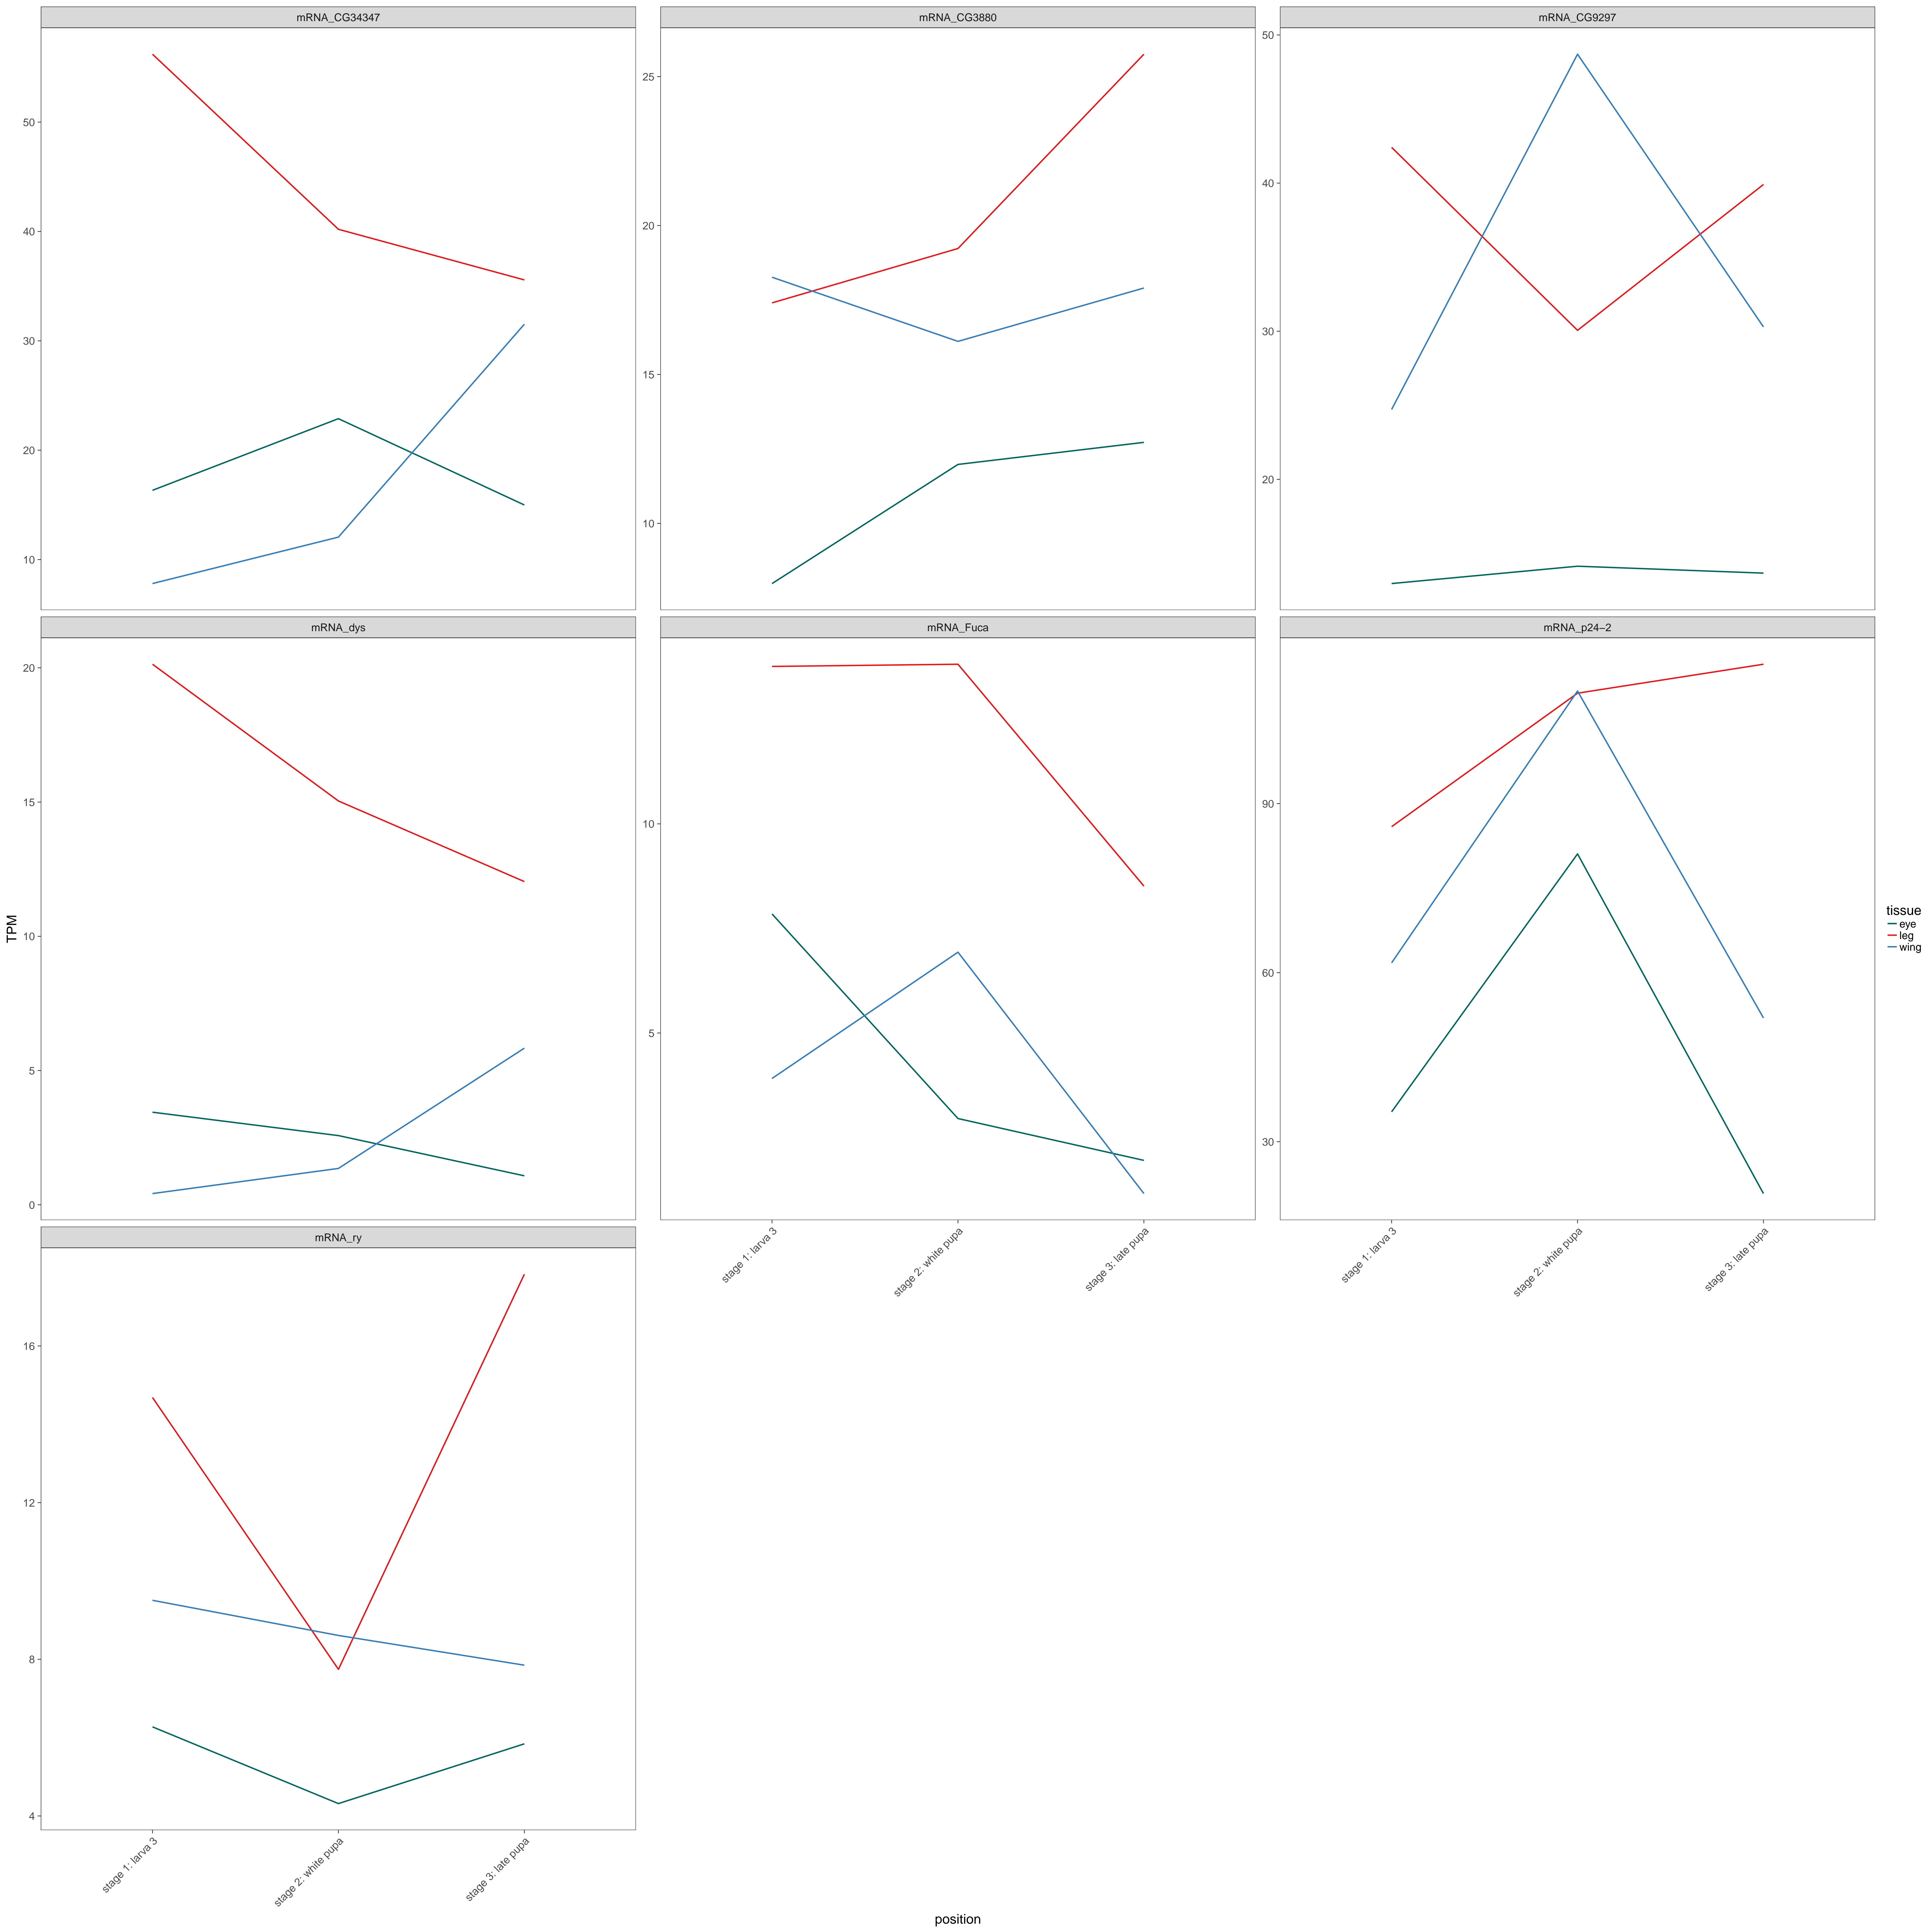 mRNA_CG34347
mRNA_CG3880
mRNA_CG9297
50
40
30
20
10
25
20
15
10
50
40
30
20
mRNA_dys
mRNA_Fuca
mRNA_p24−2
20
15
10
5
0
10
5
90
60
30
TPM
tissue
eye
leg
wing
stage 1: larva 3
stage 2: white pupa
stage 3: late pupa
stage 1: larva 3
stage 2: white pupa
stage 3: late pupa
mRNA_ry
16
12
8
4
stage 1: larva 3
stage 2: white pupa
stage 3: late pupa
position